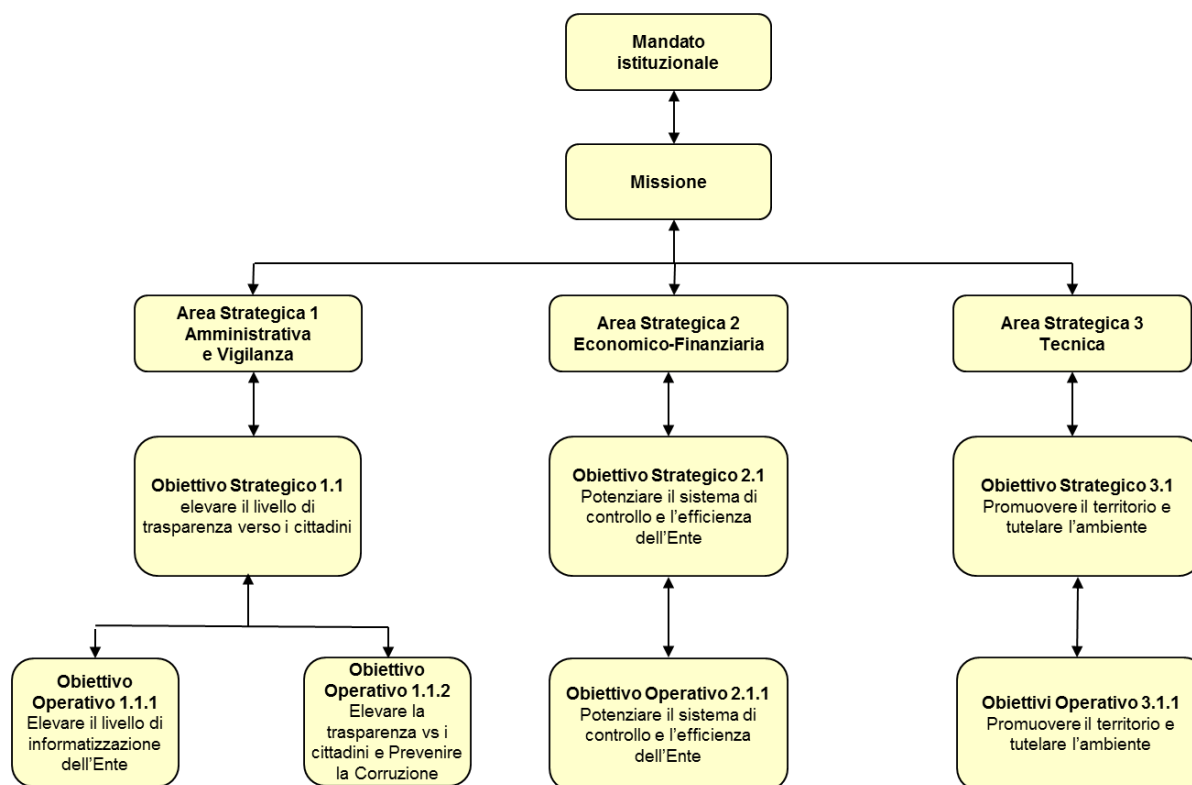 Mandato
istituzionale
Missione
Area Strategica 1
Amministrativa
e Vigilanza
Area Strategica 2
Economico-Finanziaria
Area Strategica 3
Tecnica
Obiettivo Strategico 1.1
elevare il livello di
trasparenza verso i cittadini
Obiettivo Strategico 2.1
Potenziare il sistema di
controllo e l’efficienza
dell’Ente
Obiettivo Strategico 3.1
Promuovere il territorio e
tutelare l’ambiente
Obiettivo
Operativo 1.1.1
Elevare il livello di
informatizzazione
dell’Ente
Obiettivo
Operativo 1.1.2
Elevare la
trasparenza vs i
cittadini e Prevenire
la Corruzione
Obiettivo Operativo 2.1.1
Potenziare il sistema di
controllo e l’efficienza
dell’Ente
Obiettivi Operativo 3.1.1
Promuovere il territorio e
tutelare l’ambiente